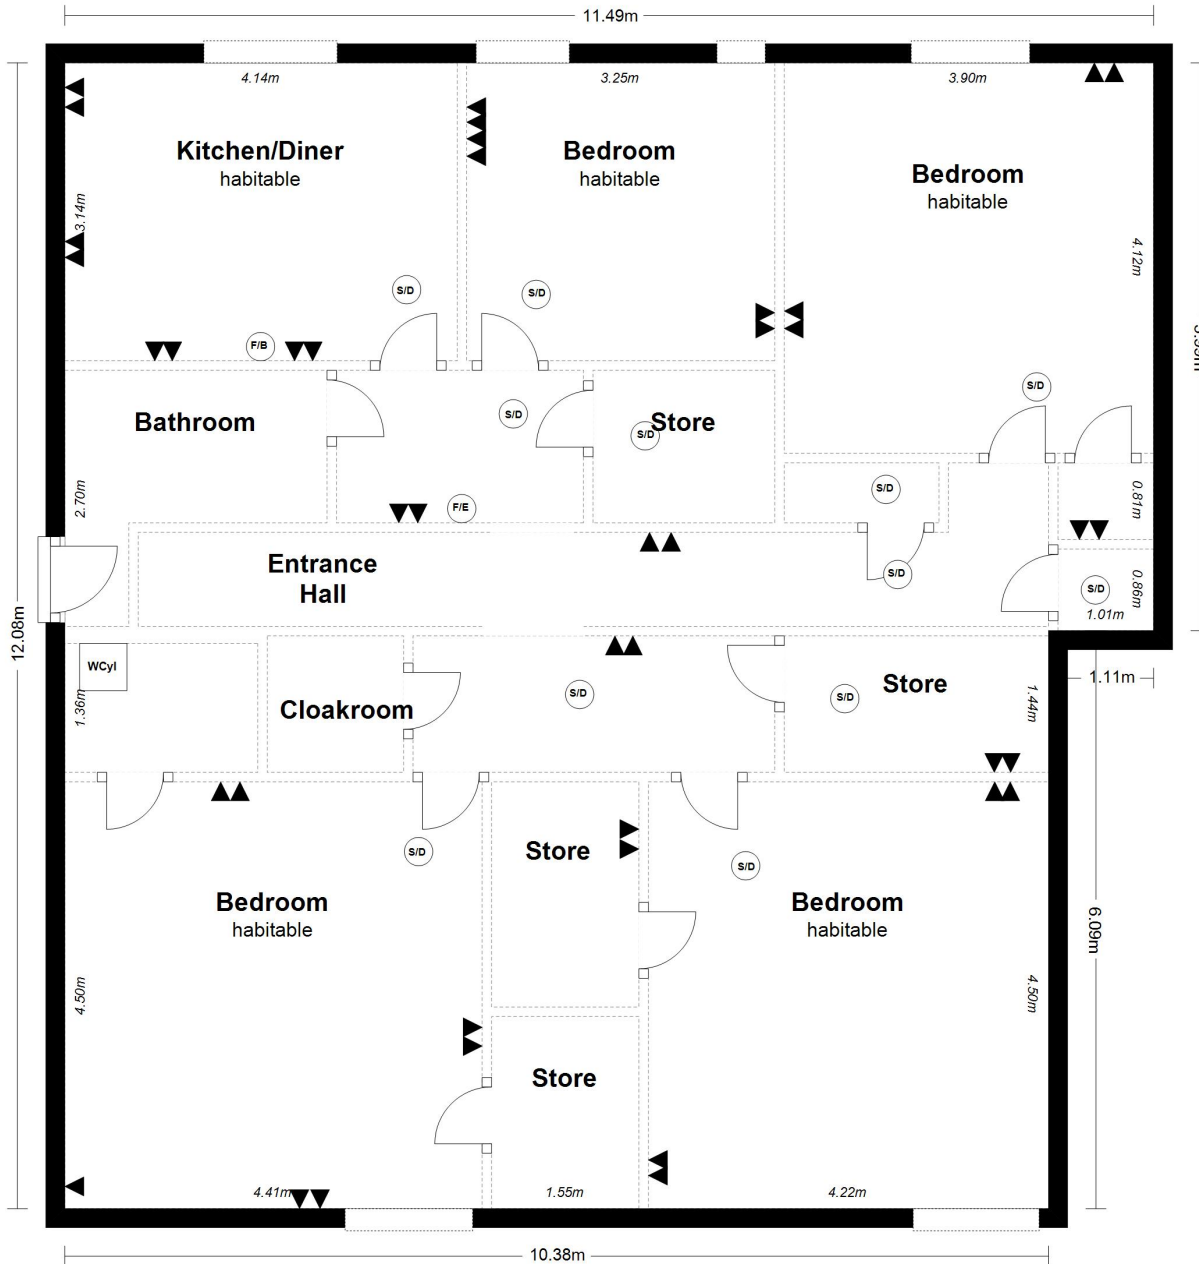 11.49m
4.14m
3.25m
3.90m
Kitchen/Diner
habitable
Bedroom
habitable
Bedroom
habitable
3.14m
4.12m
S/D
S/D
F/B
S/D
Bathroom
S/D
Store
S/D
2.70m
F/E
S/D
0.81m
Entrance
Hall
S/D
S/D
0.86m
1.01m
12.08m
WCyl
1.36m
Cloakroom
S/D
S/D
Store
1.44m
1.11m
S/D
Store
S/D
Bedroom
habitable
Bedroom
habitable
6.09m
4.50m
4.50m
Store
4.41m
1.55m
4.22m
10.38m